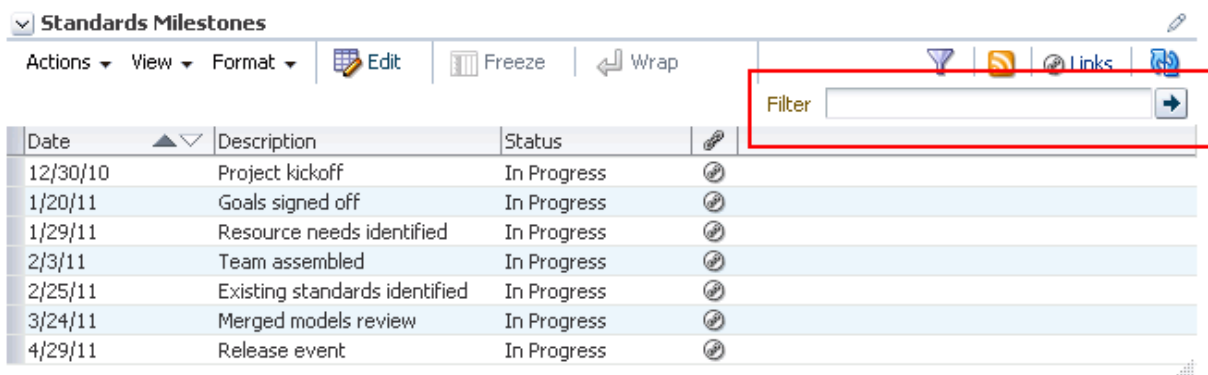 Standards Milestones
Actions View Format Edit Freeze Wrap Links
Filter
Date Description Status
12/30/10 Project kickoff In Progress
1/20/11 Goals signed off In Progress
1/29/11 Resource needs identified In Progress
2/3/11 Team assembled In Progress
2/25/11 Existing standards identified In Progress
3/24/11 Merged models review In Progress
4/29/11 Release event In Progress